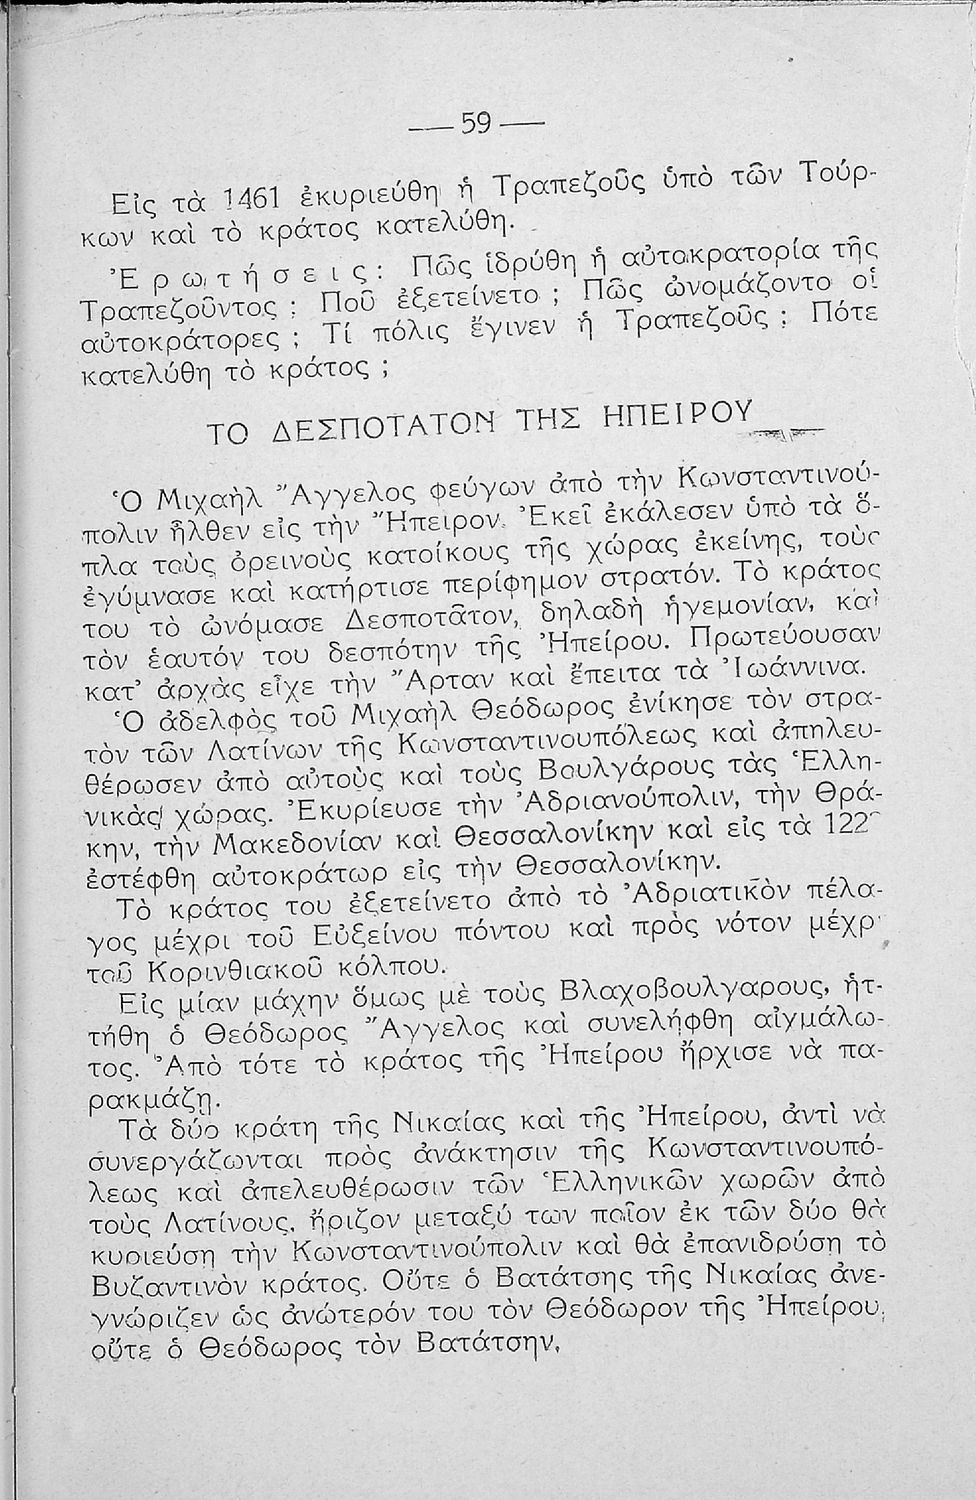 — 59 —
Εἰς τὰ 1461 ἐκυριεύθη ἡ Τραπεζοῦς ὑπὸ τῶν Τούρ-
κων καὶ τὸ κράτος κατελύθη.
Ἐρωτήσεις: Πῶς ἱδρύθη ἡ αὐτοκρατορία τῆς
Τραπεζοῦντος ; Ποῦ ἐξετείνετο ; Πῶς ὠνομάζοντο οἱ
αὐτοκράτορες ; Τί πόλις ἔγινεν ἡ Τραπεζοῦς ; Πότε
κατελύθη τὸ κράτος ;
ΤΟ ΔΕΣΠΟΤΑΤΟΝ ΤΗΣ ΗΠΕΙΡΟΥ
Ὁ Μιχαὴλ Ἄγγελος φεύγων ἀπὸ τὴν Κωνσταντινού-
πολιν ἦλθεν εἰς τὴν Ἤπειρον. Ἐκεῖ ἐκάλεσεν ὑπὸ τὰ ὅ-
πλα τοὺς ὀρεινοὺς κατοίκους τῆς χώρας ἐκείνης, τοὺς
ἐγύμνασε καὶ κατήρτισε περίφημον στρατόν. Τὸ κράτος
του τὸ ὠνόμασε Δεσποτᾶτον, δηλαδὴ ἡγεμονίαν, καὶ
τὸν ἑαυτόν του δεσπότην τῆς Ἠπείρου. Πρωτεύουσαν
κατ’ ἀρχὰς εἶχε τὴν Ἄρταν καὶ ἔπειτα τὰ Ἰωάννινα.
Ὁ ἀδελφὸς τοῦ Μιχαὴλ Θεόδωρος ἐνίκησε τὸν στρα-
τὸν τῶν Λατίνων τῆς Κωνσταντινουπόλεως καὶ ἀπηλευ-
θέρωσεν ἀπὸ αὐτοὺς καὶ τοὺς Βουλγάρους τὰς Ἑλλη-
νικὰς χώρας. Ἐκυρίευσε τὴν Ἀδριανούπολιν, τὴν Θρά-
κην, τὴν Μακεδονίαν καὶ Θεσσαλονίκην καὶ εἰς τὰ 122
ἐστέφθη αὐτοκράτωρ εἰς τὴν Θεσσαλονίκην.
Τὸ κράτος του ἐξετείνετο ἀπὸ τὸ Ἀδριατικὸν πέλα-
γος μέχρι τοῦ Εὐξείνου πόντου καὶ πρὸς νότον μέχρι
τοῦ Κορινθιακοῦ κόλπου.
Εἰς μίαν μάχην ὅμως μὲ τοὺς Βλαχοβουλγαρους, ἡτ-
τήθη ὁ Θεόδωρος Ἄγγελος καὶ συνελήφθη αἰγμάλω-
τος. Ἀπὸ τότε τὸ κράτος τῆς Ἠπείρου ἤρχισε νὰ πα-
ρακμάζῃ.
Τὰ δύο κράτη τῆς Νικαίας καὶ τῆς Ἠπείρου, ἀντὶ νὰ
συνεργάζωνται πρὸς ἀνάκτησιν τῆς Κωνσταντινουπό-
λεως καὶ ἀπελευθέρωσιν τῶν Ἑλληνικῶν χωρῶν ἀπὸ
τοὺς Λατίνους, ἤριζον μεταξύ των ποῖον ἐκ τῶν δύο θὰ
κυριεύσῃ τὴν Κωνσταντινούπολιν καὶ θὰ ἐπανιδρύσῃ τὸ
Βυζαντινὸν κράτος. Οὔτε ὁ Βατάτσης τῆς Νικαίας ἀνε-
γνώριζεν ὡς ἀνώτερόν του τὸν Θεόδωρον τῆς Ἠπείρου,
οὔτε ὁ Θεόδωρος τὸν Βατάτσην,